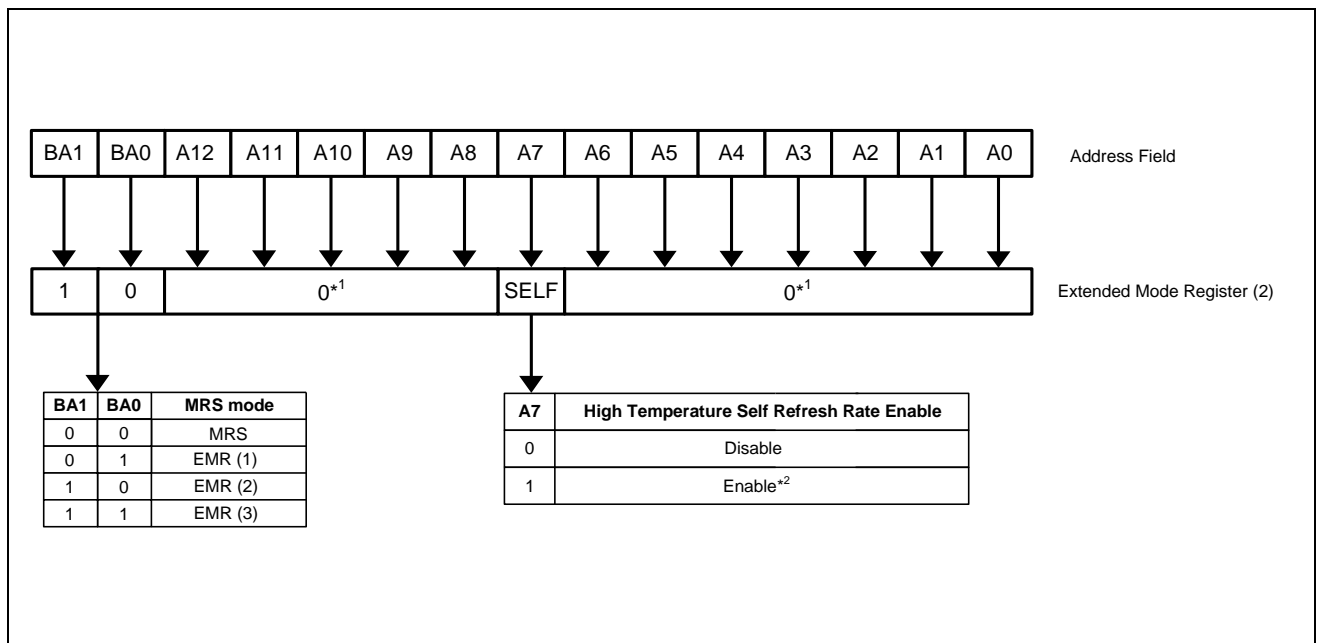 BA1 BA0 A12 A11 A10 A9 A8 A7 A6 A5 A4 A3 A2 A1 A0 Address Field
1 0 0*1 SELF 0*1 Extended Mode Register (2)
BA1 BA0 MRS mode
0 0 MRS
0 1 EMR (1)
1 0 EMR (2)
1 1 EMR (3)
A7 High Temperature Self Refresh Rate Enable
0 Disable
1 Enable*2